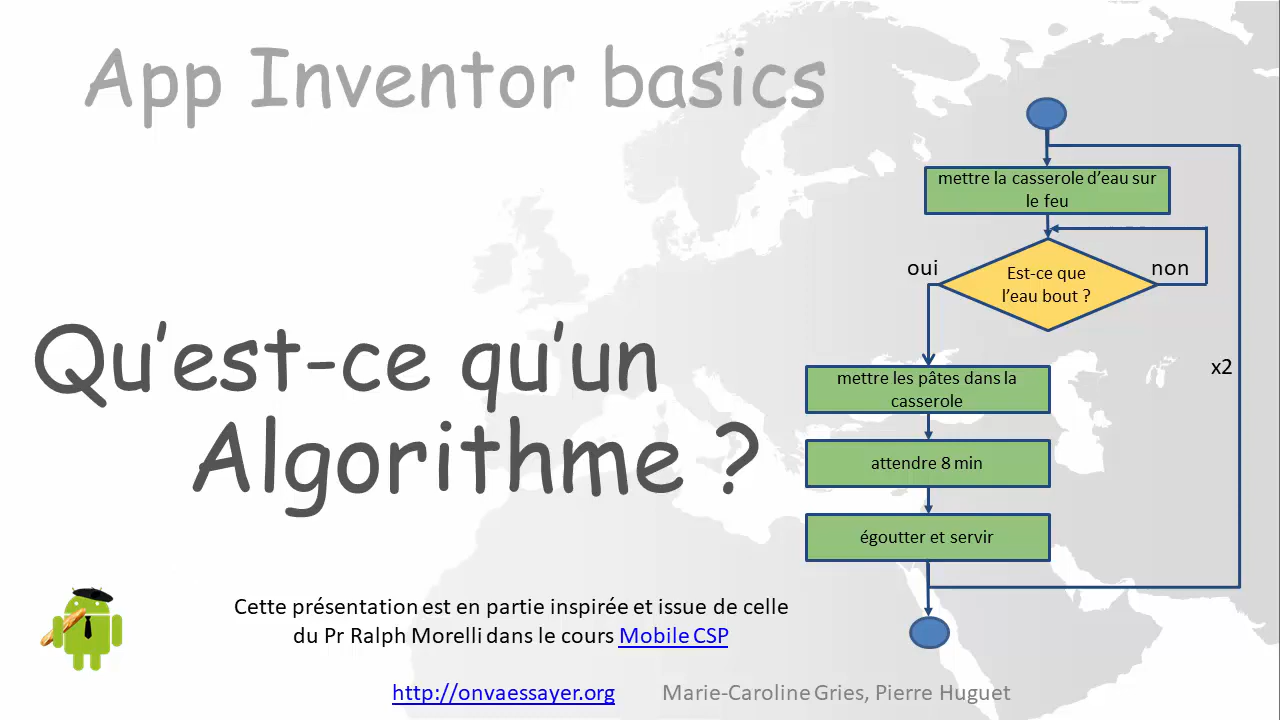 App Inventor basics
mettre la casserole d’eau sur
le feu
oui
Est-ce que
l’eau bout ?
non
Qu’est-ce qu’un
Algorithme ?
x2
mettre les pâtes dans la
casserole
attendre 8 min
égoutter et servir
Cette présentation est en partie inspirée et issue de celle
du Pr Ralph Morelli dans le cours Mobile CSP
http://onvaessayer.org
Marie-Caroline Gries, Pierre Huguet